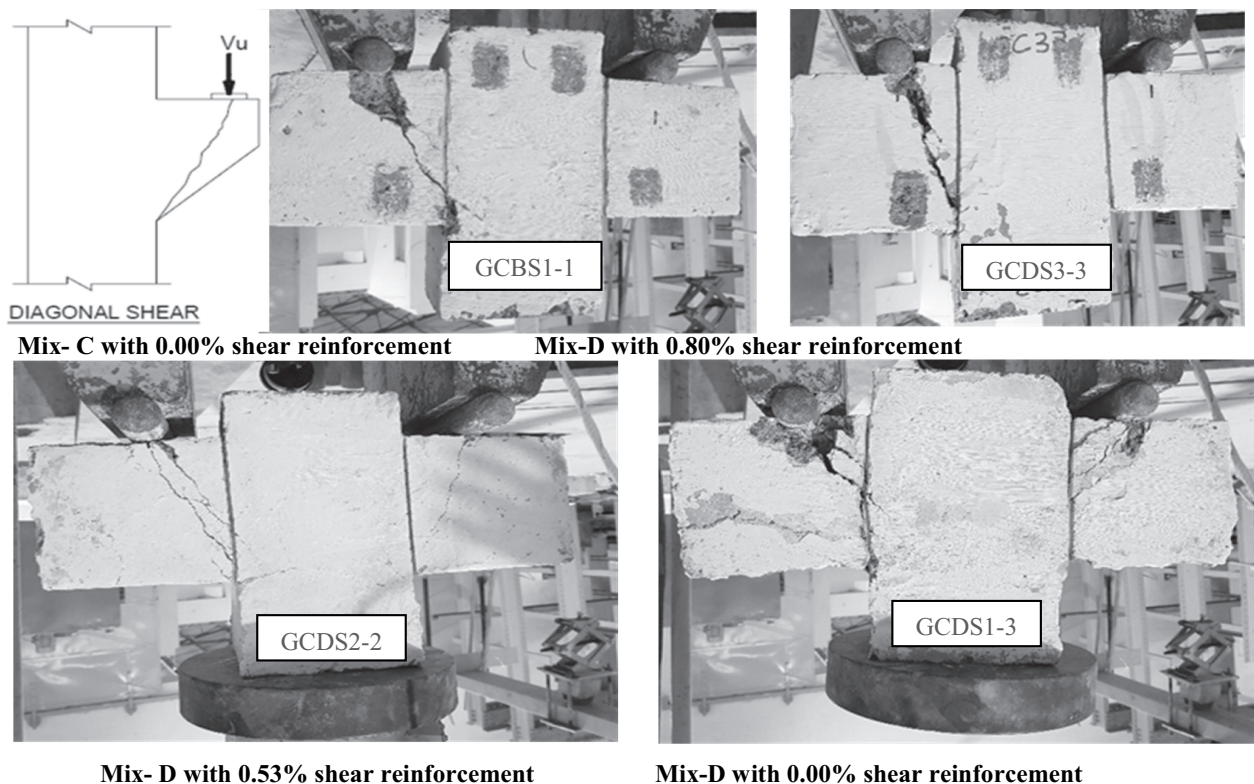 Vu
DIAGONAL SHEAR
C33
GCBS1-1
GCDS3-3
Mix- C with 0.00% shear reinforcement
Mix-D with 0.80% shear reinforcement
GCDS2-2
GCDS1-3
Mix- D with 0.53% shear reinforcement
Mix-D with 0.00% shear reinforcement